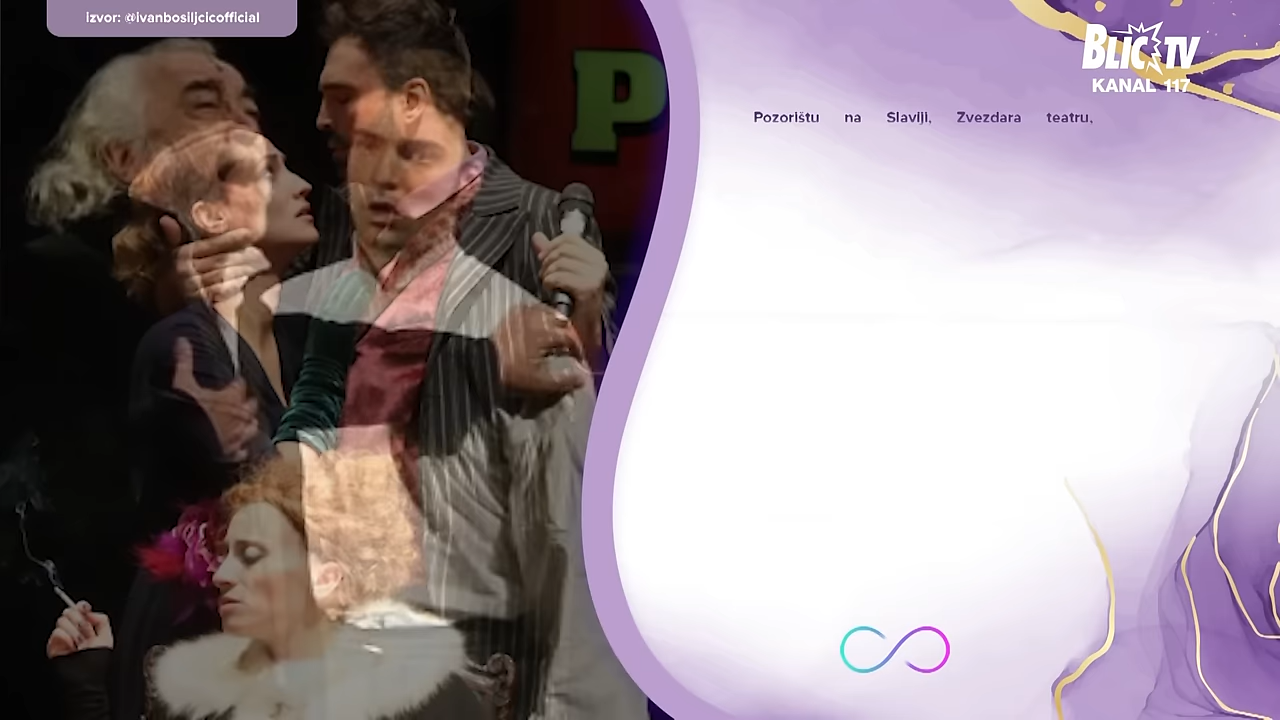 Izvor: @ivanbosiljcicofficial
P
BLIC TV
KANAL 117
Pozorištu na Slaviji, Zvezdara teatru,